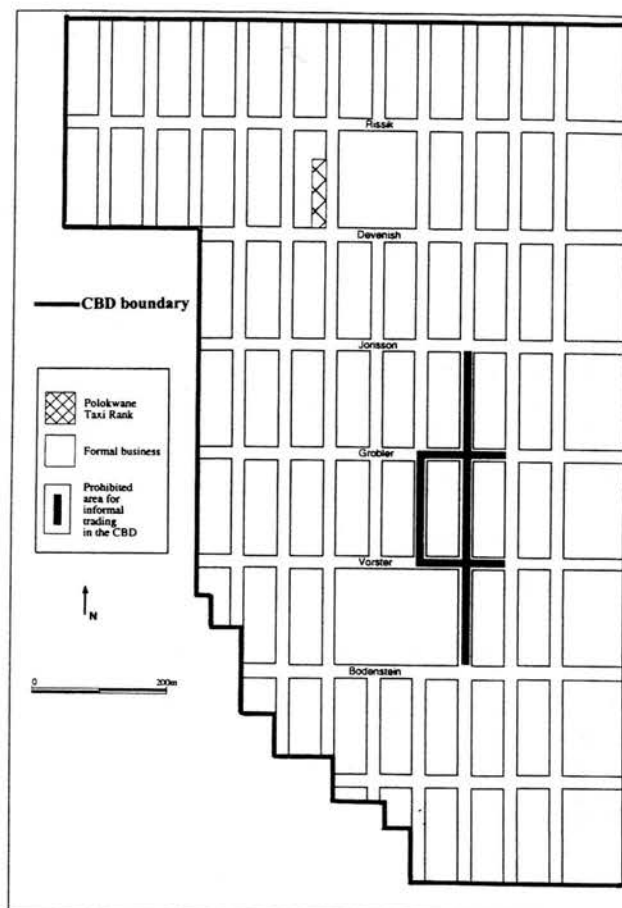 Rissik
Devenish
CBD boundary
Jorisson
Polokwane
Taxi Rank
Formal business
Grobler
Prohibited
area for
informal
trading
in the CBD
Vorster
N
0 200m
Bodenstein